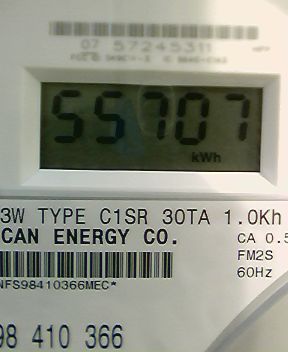 07 57245311
55707
kWh
3W TYPE C1SR 30TA 1.0Kh
CAN ENERGY CO.
CA 0.5
FM2S
60Hz
NFS98410366MEC*
98 410 366